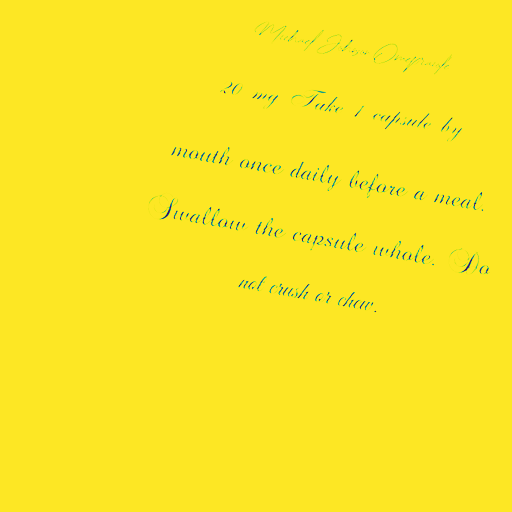 Michael Omeprazole
20 mg Take 1 capsule by
mouth once daily before a meal.
Swallow the capsule whole. Do
not crush or chew.